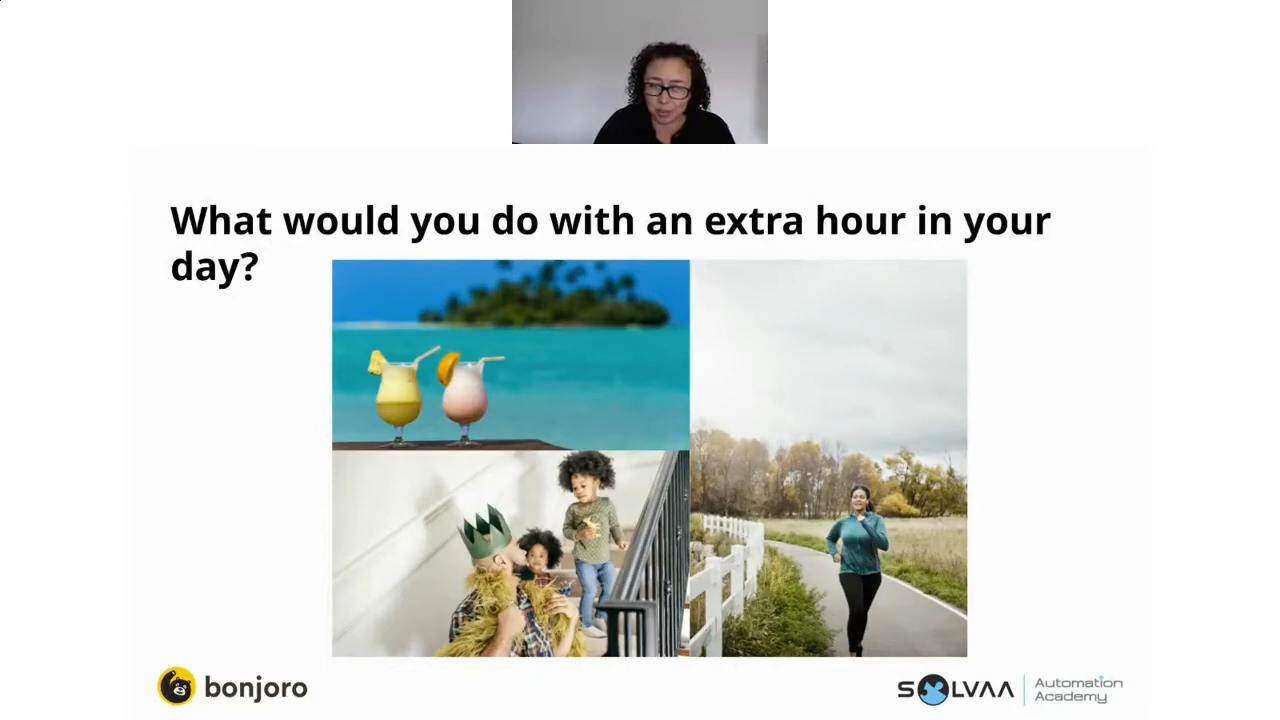 What would you do with an extra hour in your
day?
bonjoro
SOLVAA Automation
Academy